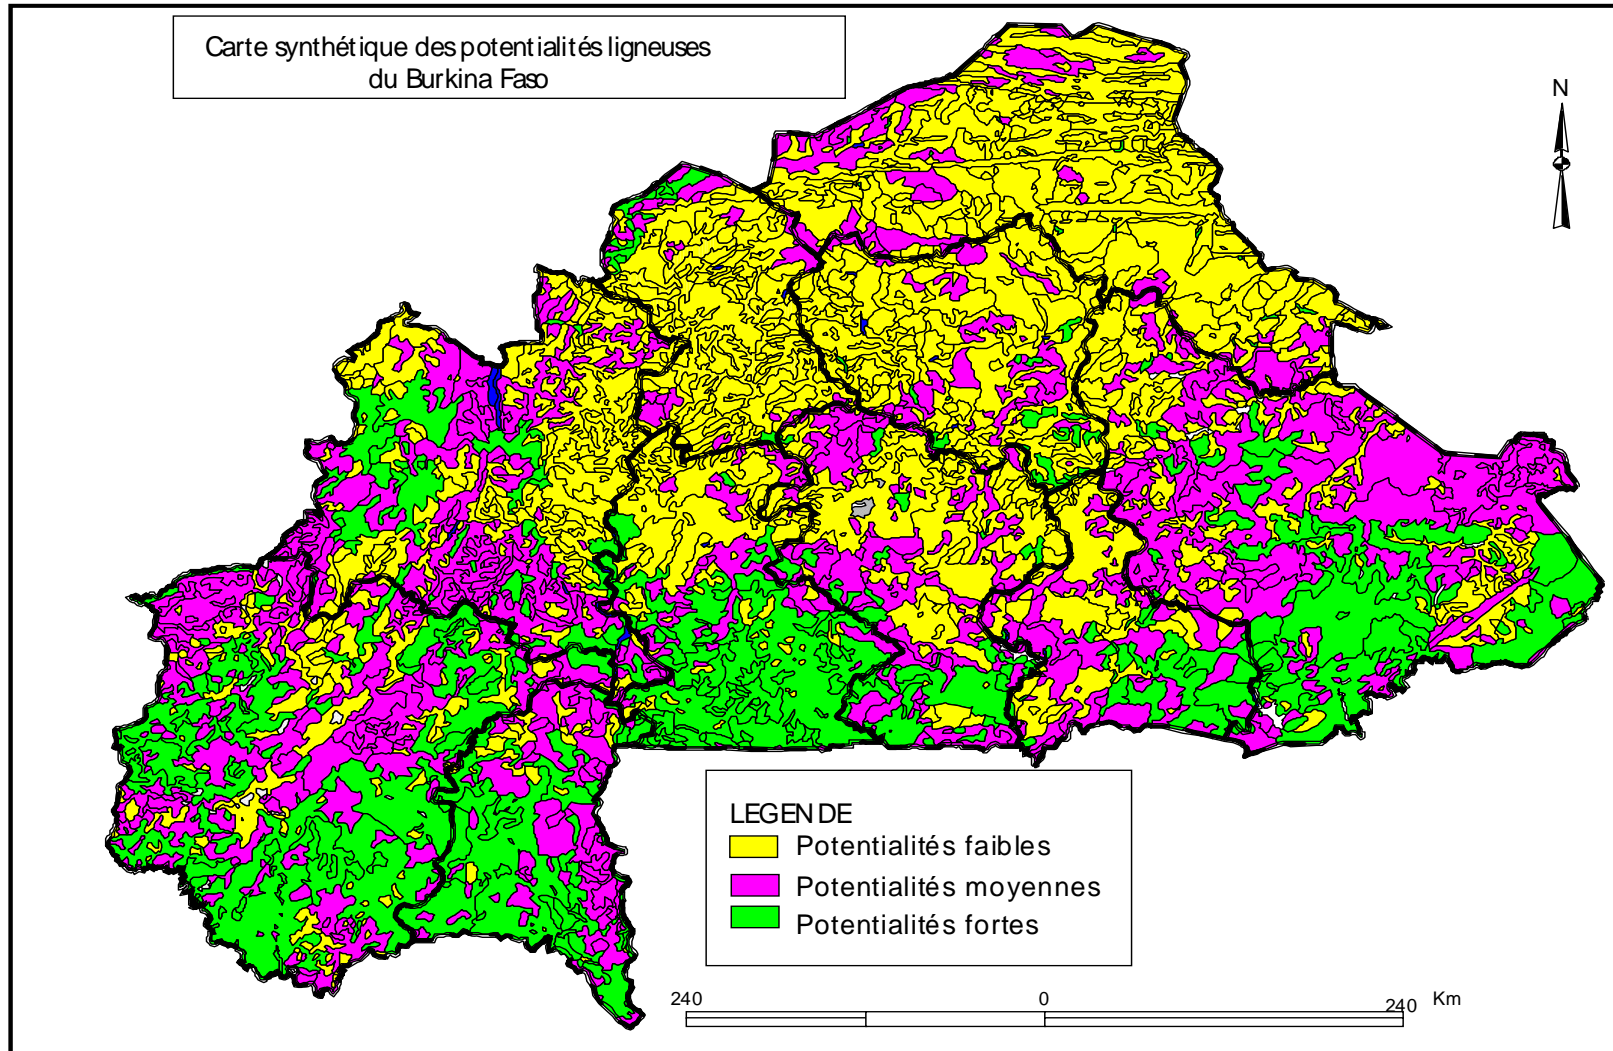 Carte synthétique des potentialités ligneuses
du Burkina Faso
N
LEGENDE
Potentialités faibles
Potentialités moyennes
Potentialités fortes
240 0 240 Km